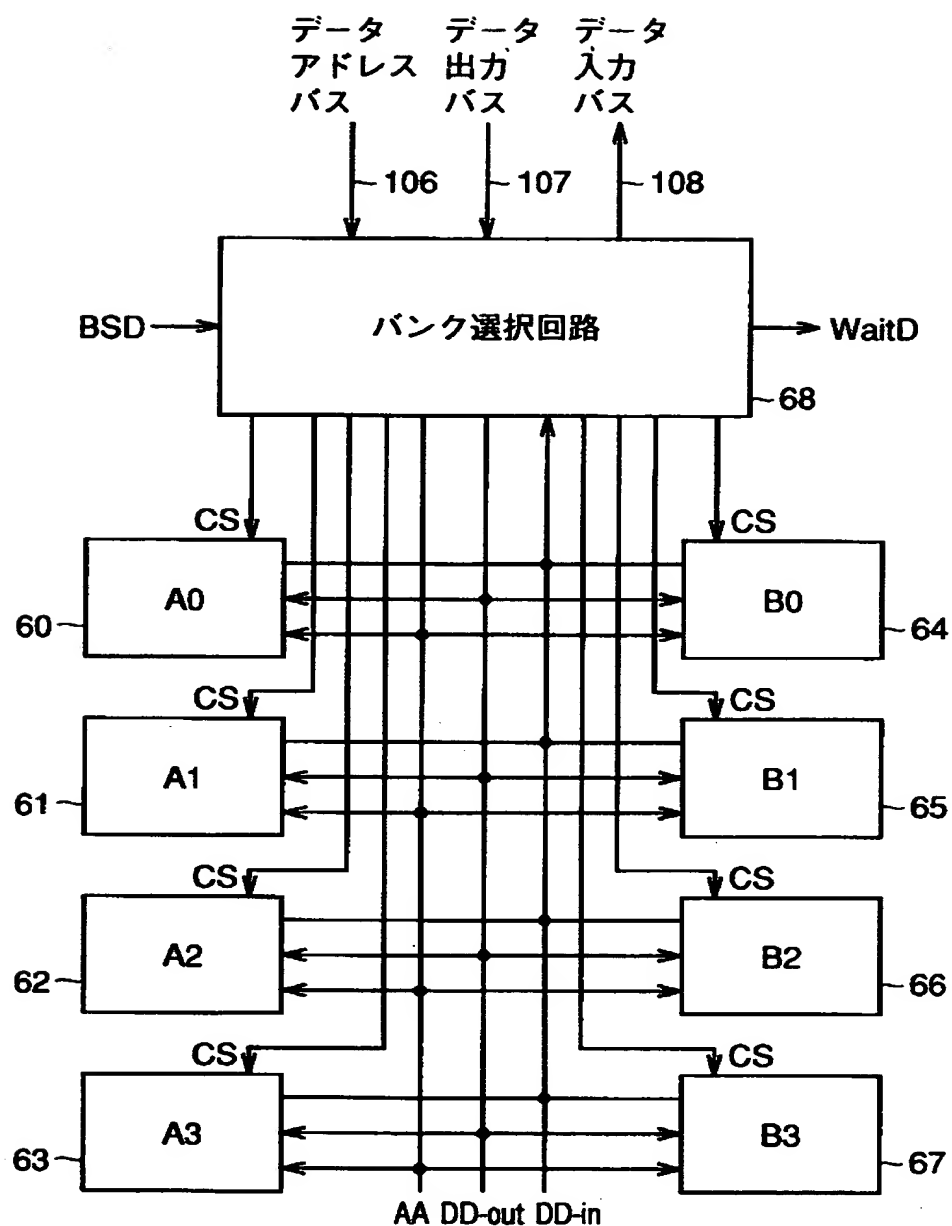 データ
アドレス
バス
データ
出力
バス
データ
入力
バス
106
107
108
BSD
バンク選択回路
WaitD
68
CS
CS
A0
B0
60
64
CS
CS
A1
B1
61
65
CS
CS
A2
B2
62
66
CS
CS
A3
B3
63
67
AA DD-out DD-in